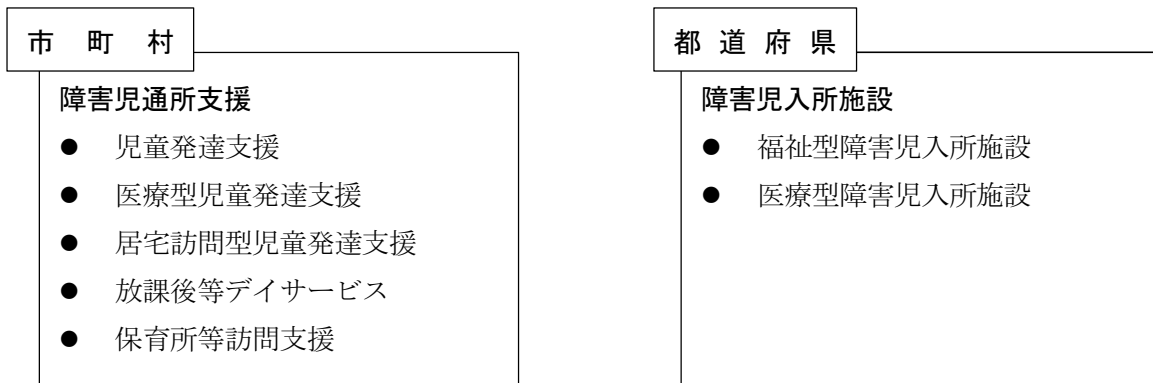 市 町 村
障害児通所支援
● 児童発達支援
● 医療型児童発達支援
● 居宅訪問型児童発達支援
● 放課後等デイサービス
● 保育所等訪問支援
都 道 府 県
障害児入所施設
● 福祉型障害児入所施設
● 医療型障害児入所施設